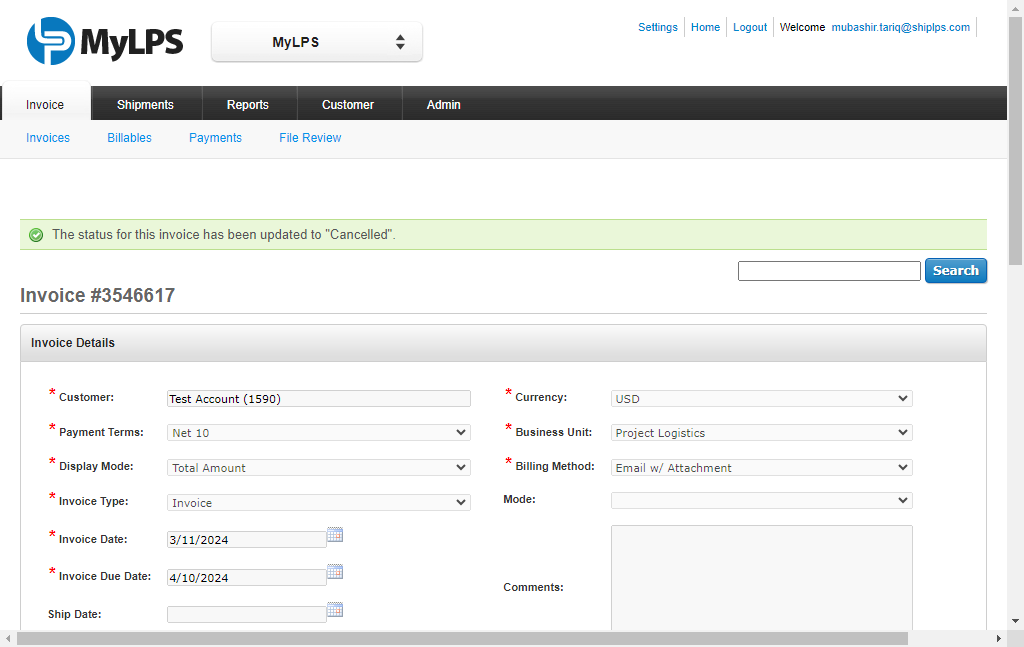 MyLPS
MyLPS
Settings Home Logout Welcome mubashir.tariq@shiplps.com
Invoice Shipments Reports Customer Admin
Invoices Billables Payments File Review
The status for this invoice has been updated to "Cancelled".
Search
Invoice #3546617
Invoice Details
* Customer: Test Account (1590)
* Currency: USD
* Payment Terms: Net 10
* Business Unit: Project Logistics
* Display Mode: Total Amount
* Billing Method: Email w/ Attachment
* Invoice Type: Invoice
Mode:
* Invoice Date: 3/11/2024
* Invoice Due Date: 4/10/2024
Comments:
Ship Date: